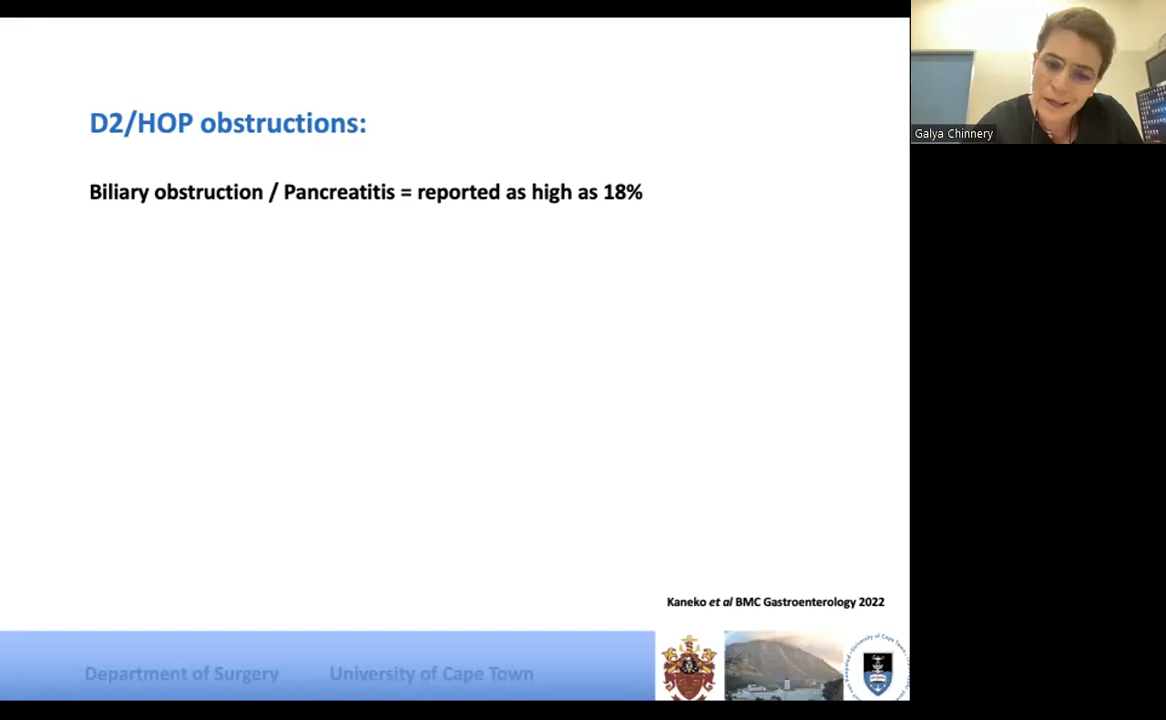 D2/HOP obstructions:
Biliary obstruction / Pancreatitis = reported as high as 18%
Kaneko et al BMC Gastroenterology 2022
Department of Surgery University of Cape Town
Galya Chinnery